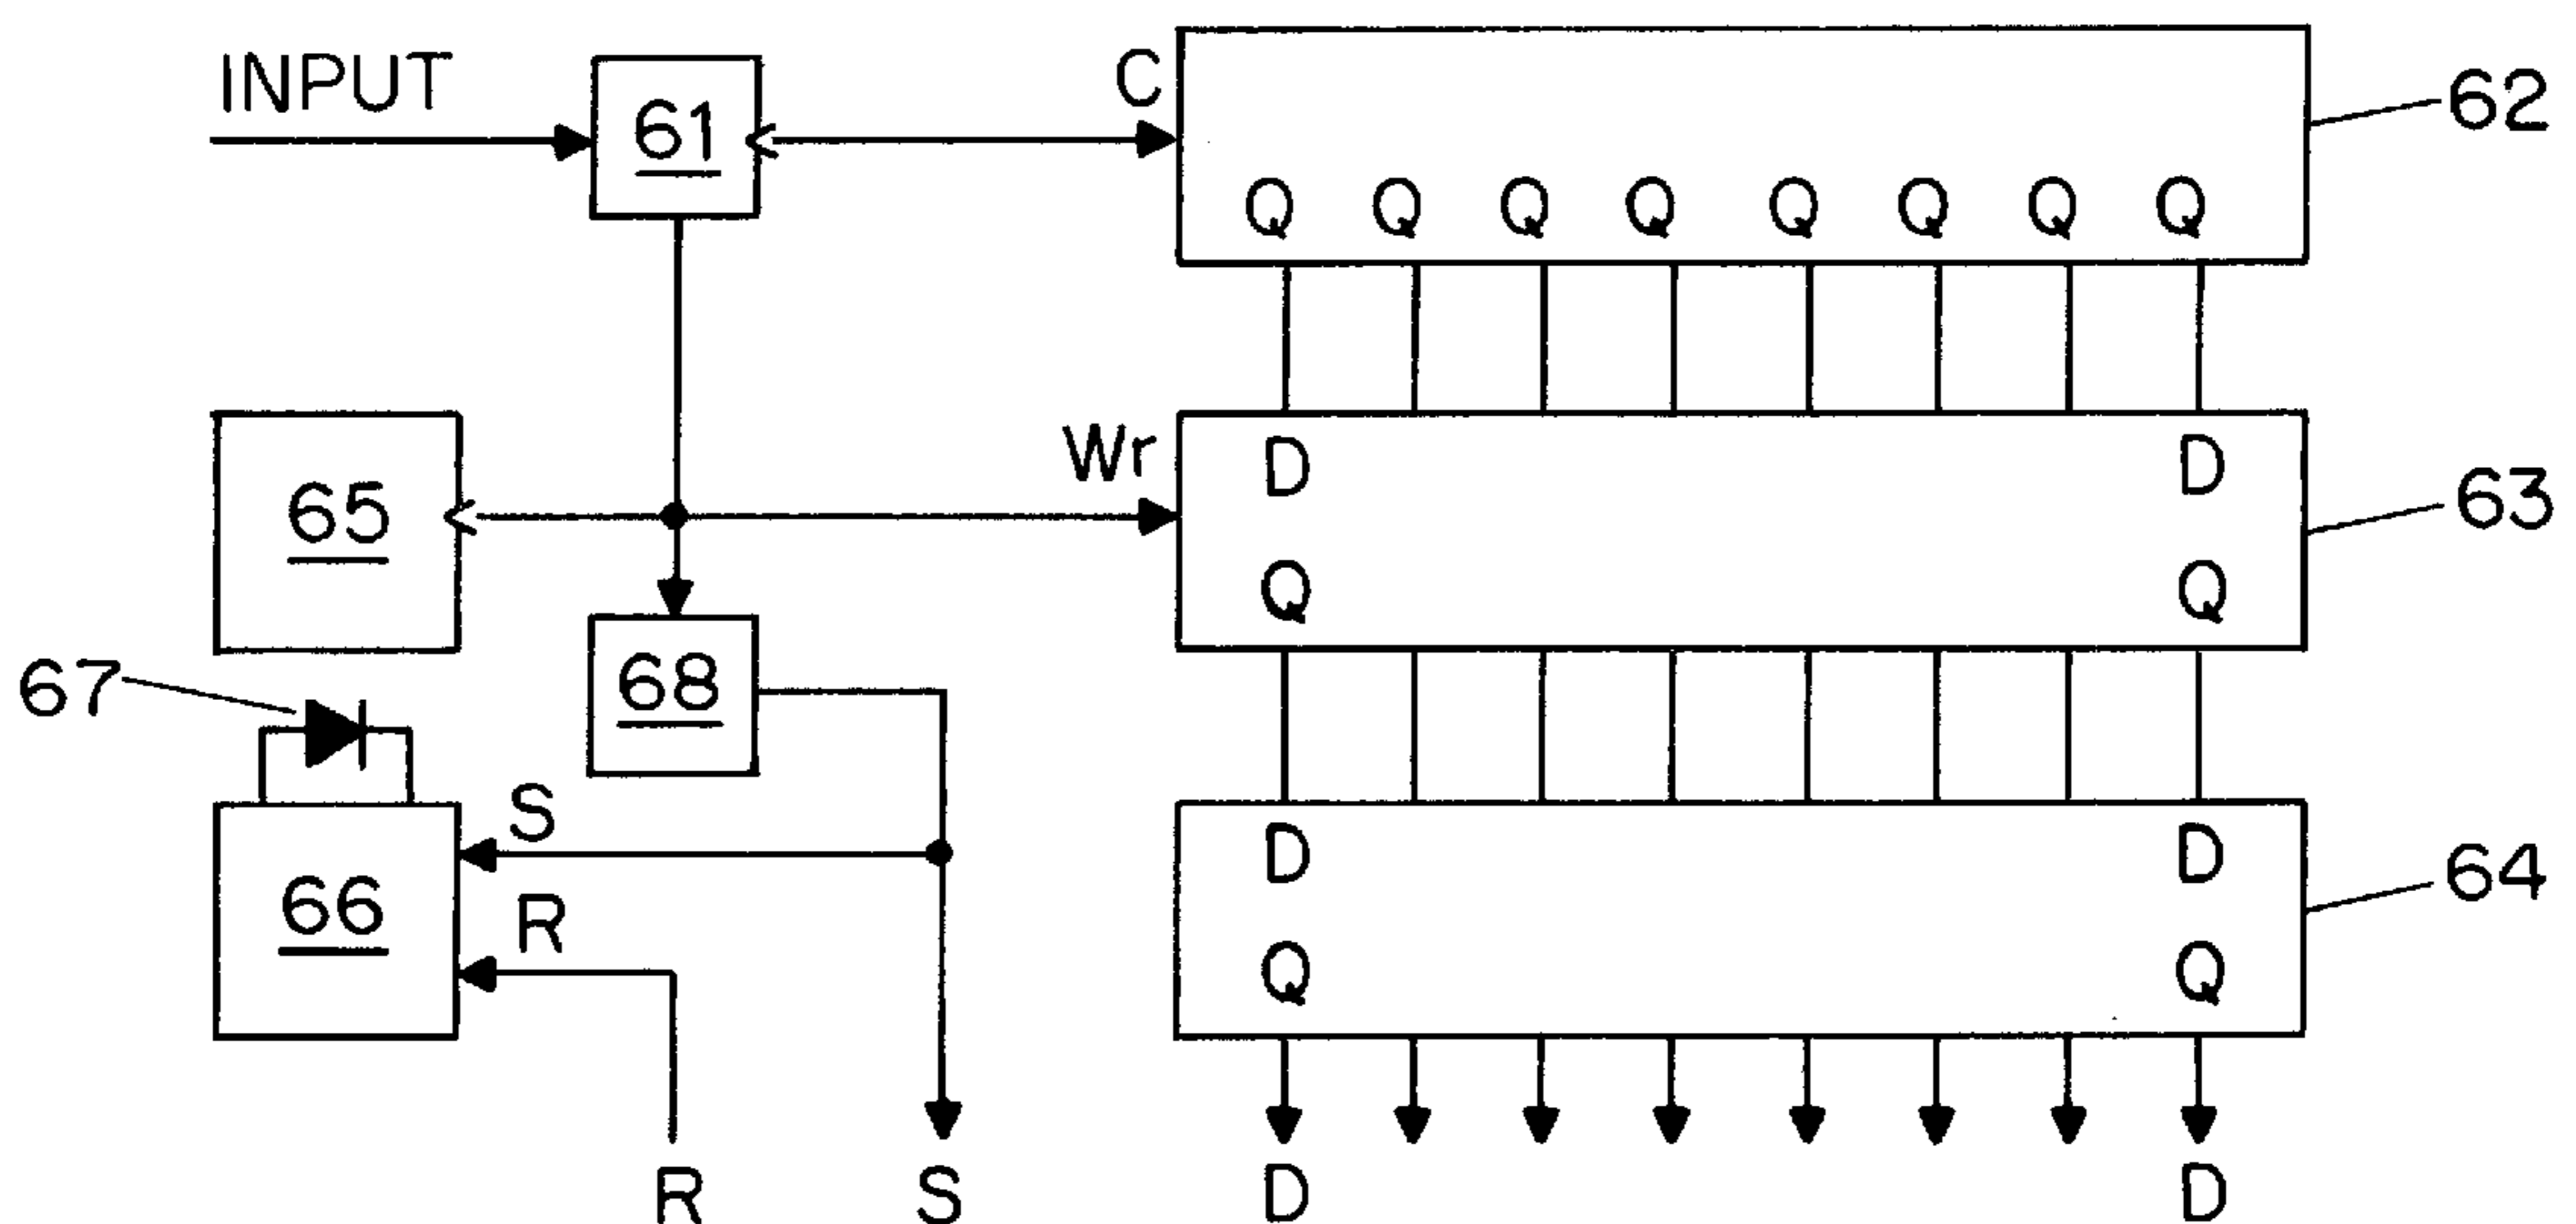 INPUT
61
C
62
Q Q Q Q Q Q Q Q
65
Wr
D D
63
Q Q
67
68
S
66
R
D D
64
Q Q
R S D D